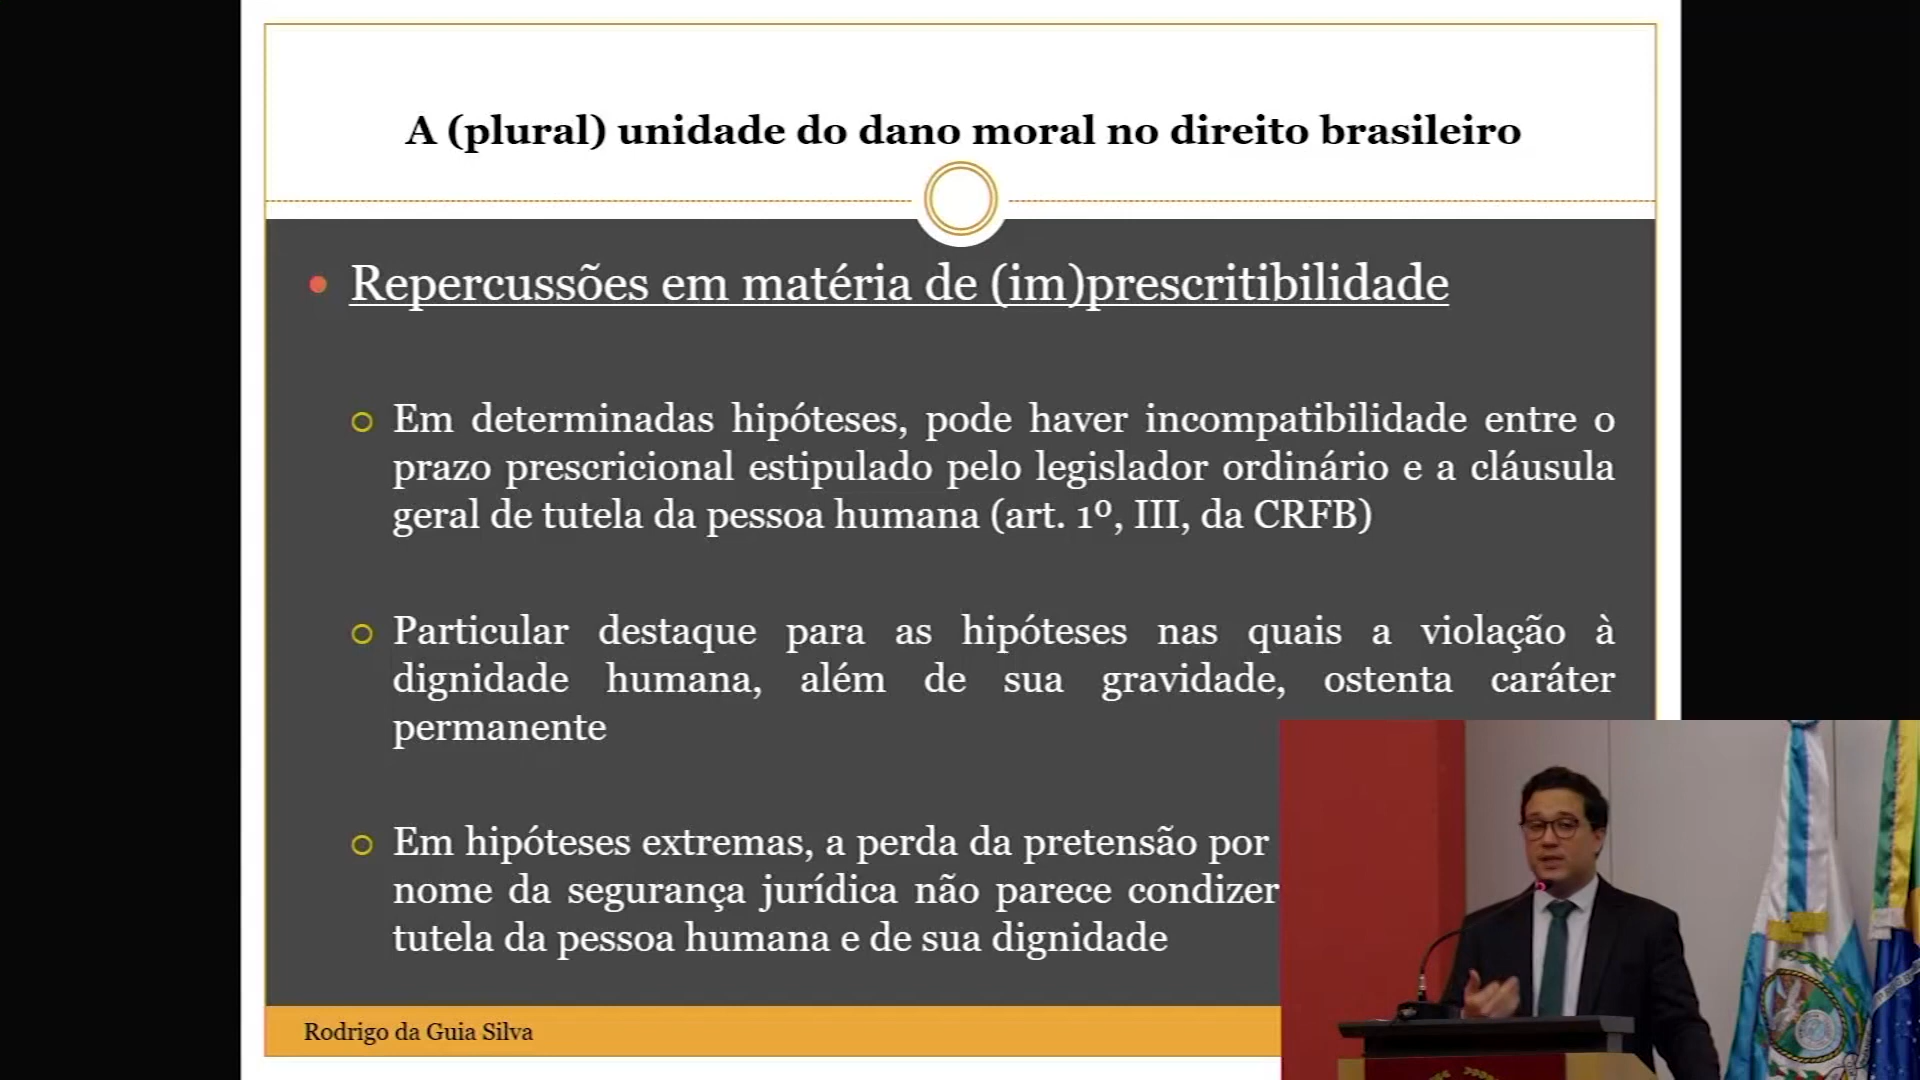 A (plural) unidade do dano moral no direito brasileiro
Repercussões em matéria de (im)prescritibilidade
Em determinadas hipóteses, pode haver incompatibilidade entre o
prazo prescricional estipulado pelo legislador ordinário e a cláusula
geral de tutela da pessoa humana (art. 1º, III, da CRFB)
Particular destaque para as hipóteses nas quais a violação à
dignidade humana, além de sua gravidade, ostenta caráter
permanente
Em hipóteses extremas, a perda da pretensão por
nome da segurança jurídica não parece condizer
tutela da pessoa humana e de sua dignidade
Rodrigo da Guia Silva